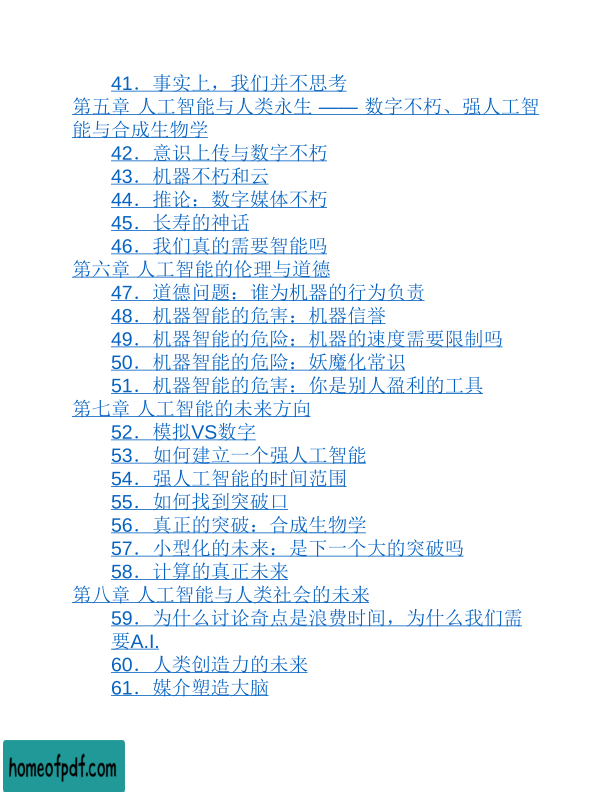 41．事实上，我们并不思考
第五章 人工智能与人类永生 —— 数字不朽、强人工智
能与合成生物学
42．意识上传与数字不朽
43．机器不朽和云
44．推论：数字媒体不朽
45．长寿的神话
46．我们真的需要智能吗
第六章 人工智能的伦理与道德
47．道德问题：谁为机器的行为负责
48．机器智能的危害：机器信誉
49．机器智能的危险：机器的速度需要限制吗
50．机器智能的危险：妖魔化常识
51．机器智能的危害：你是别人盈利的工具
第七章 人工智能的未来方向
52．模拟VS数字
53．如何建立一个强人工智能
54．强人工智能的时间范围
55．如何找到突破口
56．真正的突破：合成生物学
57．小型化的未来：是下一个大的突破吗
58．计算的真正未来
第八章 人工智能与人类社会的未来
59．为什么讨论奇点是浪费时间，为什么我们需
要A.I.
60．人类创造力的未来
61．媒介塑造大脑
homeofpdf.com